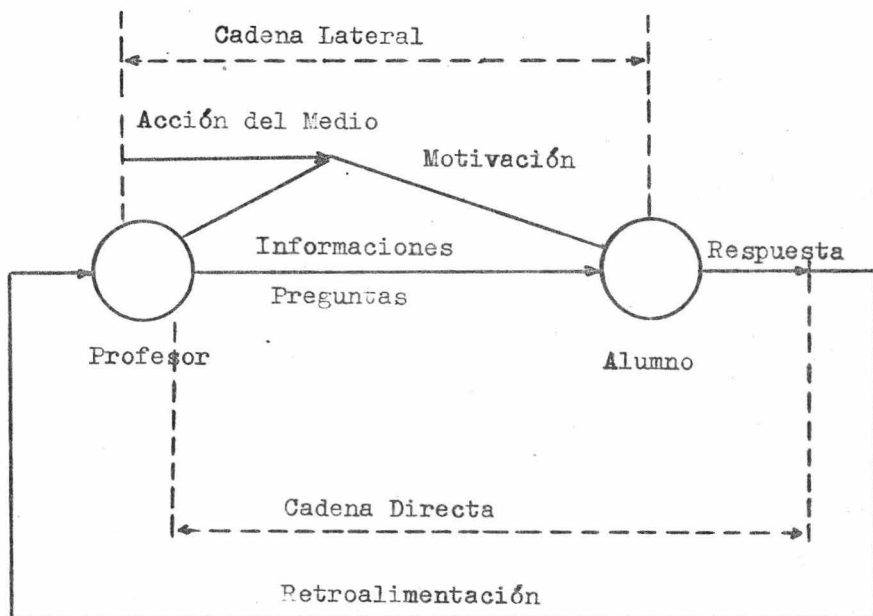 Cadena Lateral
Acción del Medio
Motivación
Informaciones
Respuesta
Preguntas
Profesor
Alumno
Cadena Directa
Retroalimentación